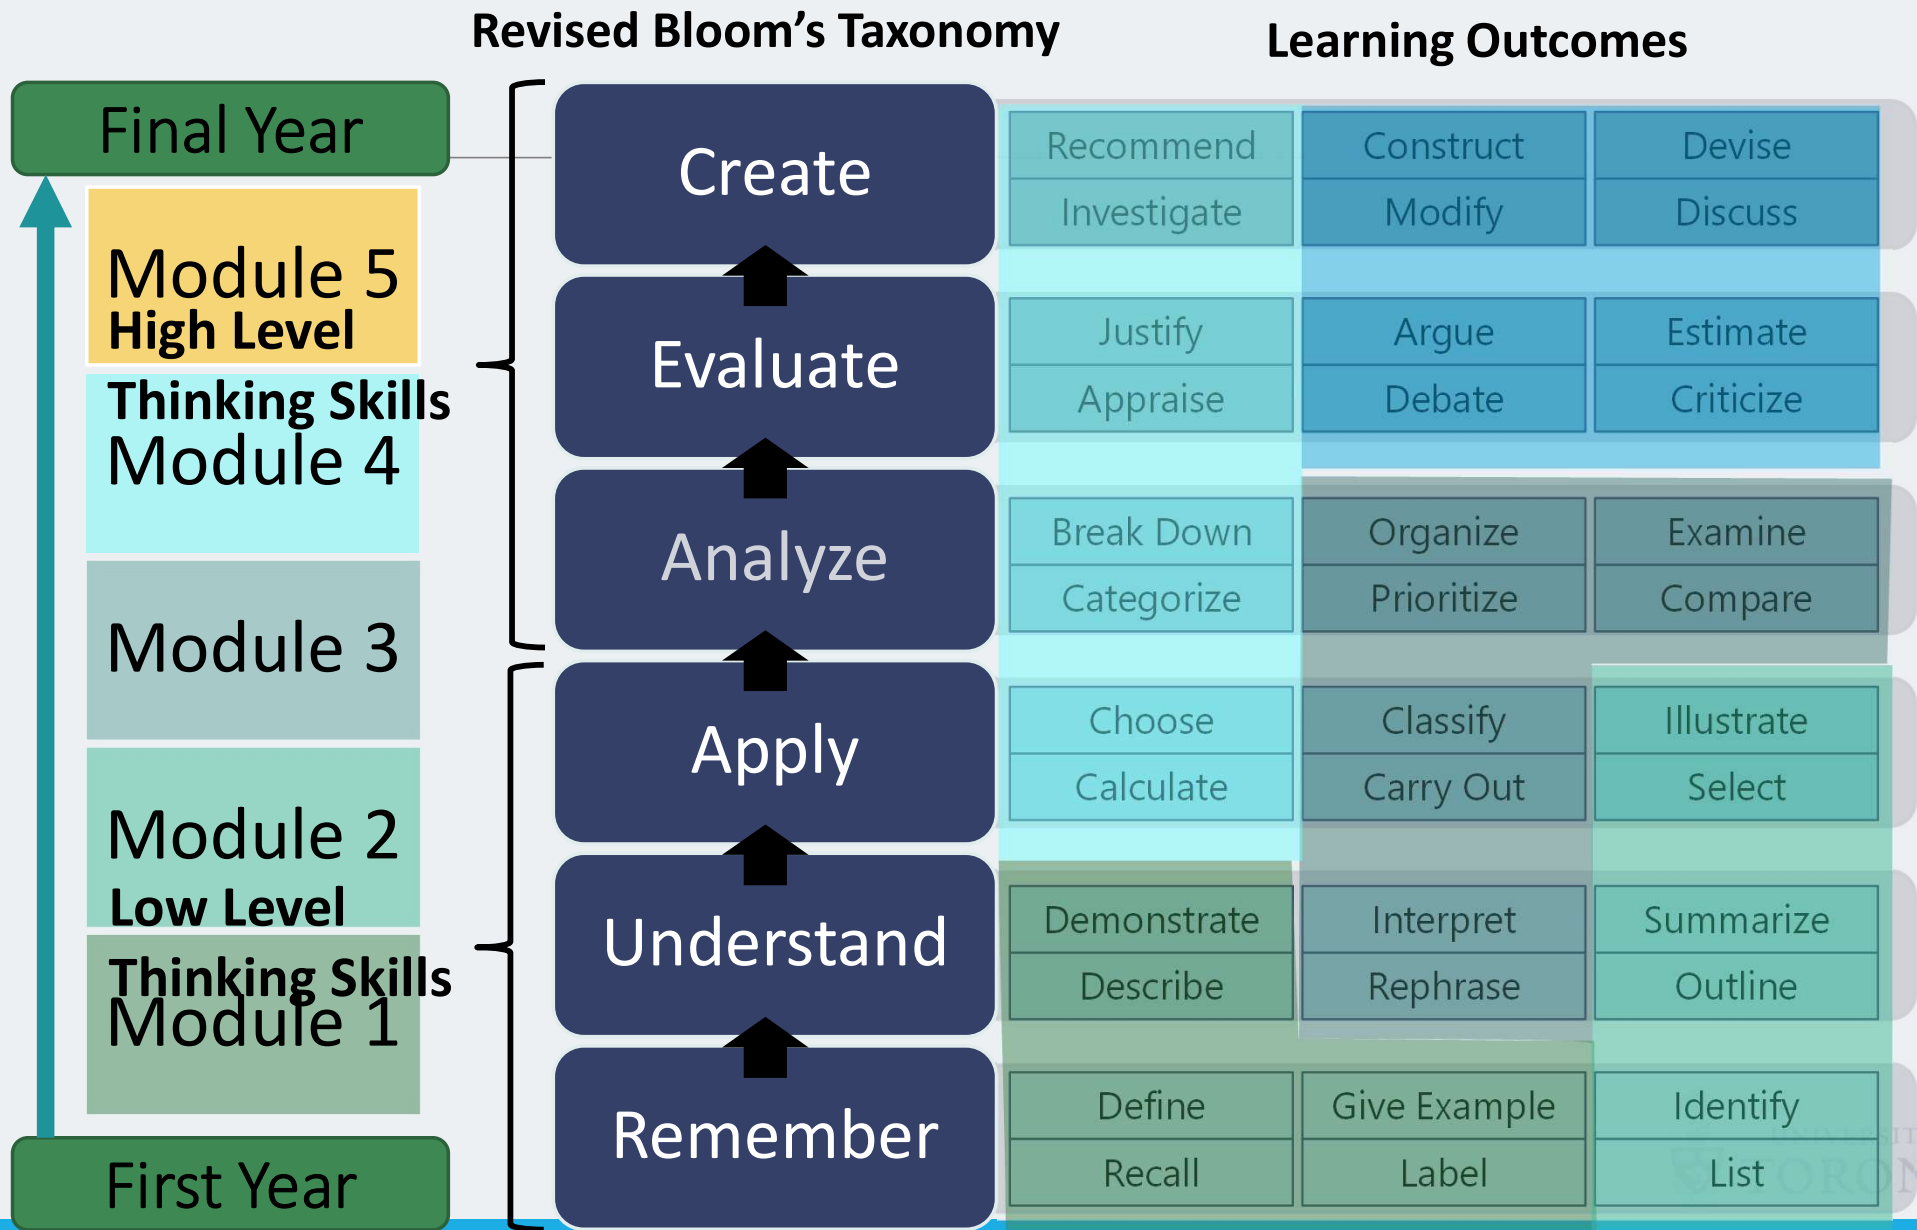 Revised Bloom's Taxonomy
Learning Outcomes
Final Year
Module 5
High Level
Thinking Skills
Module 4
Module 3
Module 2
Low Level
Thinking Skills
Module 1
First Year
Create
Evaluate
Analyze
Apply
Understand
Remember
Recommend Construct Devise
Investigate Modify Discuss
Justify Argue Estimate
Appraise Debate Criticize
Break Down Organize Examine
Categorize Prioritize Compare
Choose Classify Illustrate
Calculate Carry Out Select
Demonstrate Interpret Summarize
Describe Rephrase Outline
Define Give Example Identify
Recall Label List